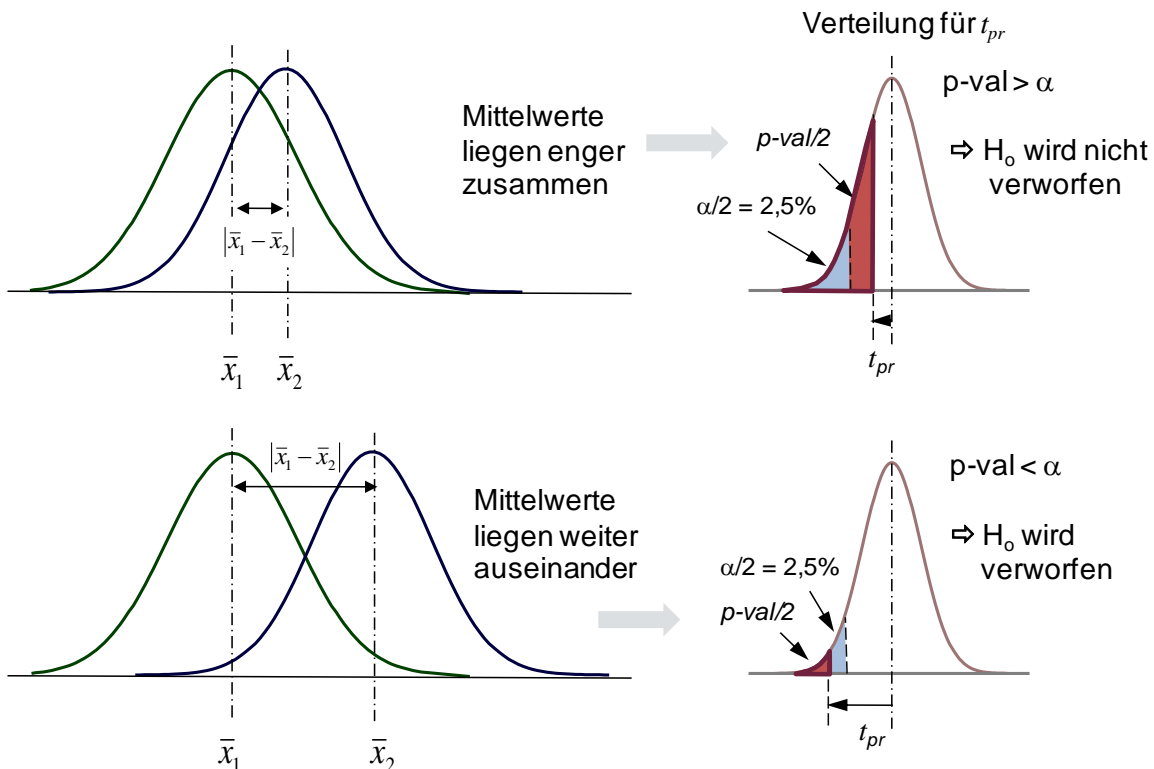 Verteilung für t_pr
p-val > α
⇨ H_o wird nicht
verworfen
Mittelwerte
liegen enger
zusammen
p-val/2
α/2 = 2,5%
|x̄₁ − x̄₂|
x̄₁
x̄₂
t_pr
|x̄₁ − x̄₂|
Mittelwerte
liegen weiter
auseinander
p-val < α
⇨ H_o wird
verworfen
α/2 = 2,5%
p-val/2
t_pr
x̄₁
x̄₂